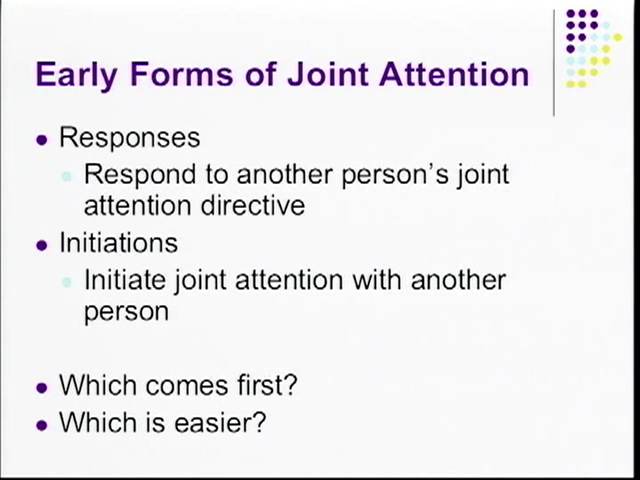 Early Forms of Joint Attention
Responses
Respond to another person's joint
attention directive
Initiations
Initiate joint attention with another
person
Which comes first?
Which is easier?